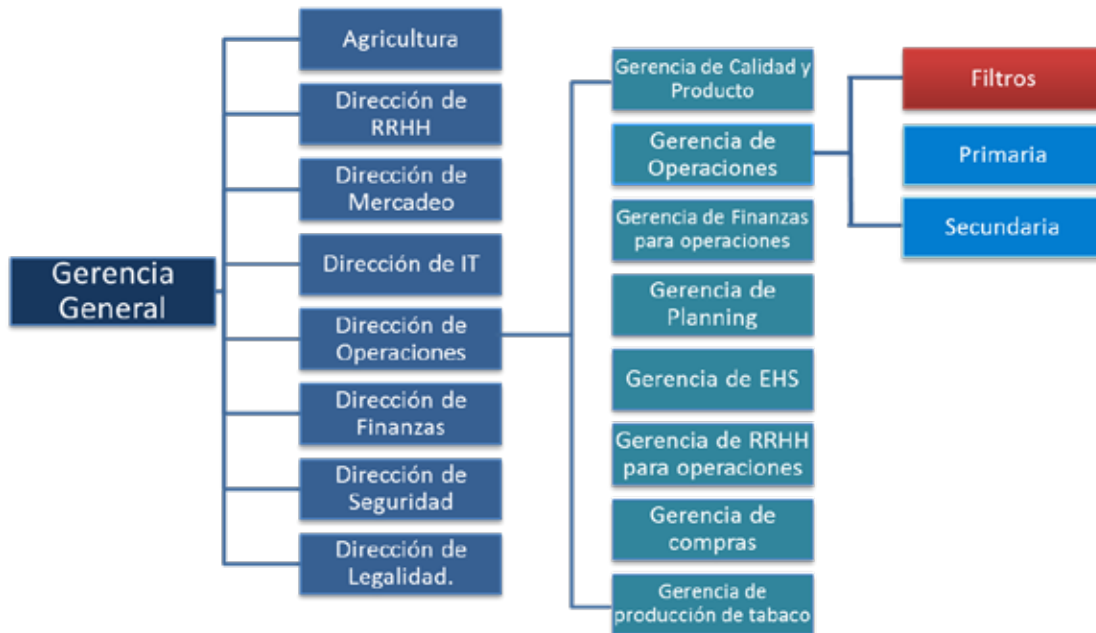 Gerencia
General
Agricultura
Dirección de
RRHH
Dirección de
Mercadeo
Dirección de IT
Dirección de
Operaciones
Dirección de
Finanzas
Dirección de
Seguridad
Dirección de
Legalidad.
Gerencia de Calidad y
Producto
Gerencia de
Operaciones
Gerencia de Finanzas
para operaciones
Gerencia de
Planning
Gerencia de EHS
Gerencia de RRHH
para operaciones
Gerencia de
compras
Gerencia de
producción de tabaco
Filtros
Primaria
Secundaria